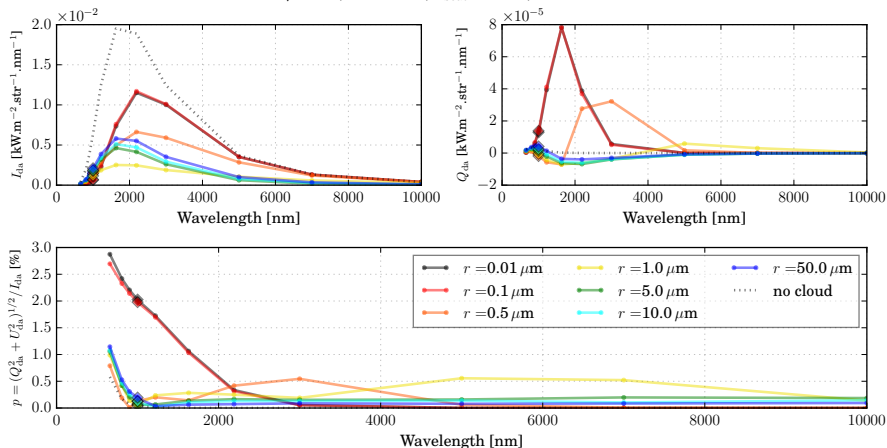 ×10⁻²
2.0
1.5
1.0
0.5
0.0
0 2000 4000 6000 8000 10000
Wavelength [nm]
I_da [kW.m⁻².str⁻¹.nm⁻¹]
×10⁻⁵
8
6
4
2
0
−2
0 2000 4000 6000 8000 10000
Wavelength [nm]
Q_da [kW.m⁻².str⁻¹.nm⁻¹]
3.0
2.5
2.0
1.5
1.0
0.5
0.0
0 2000 4000 6000 8000 10000
Wavelength [nm]
p = (Q²_da + U²_da)^1/2/I_da [%]
r = 0.01 μm
r = 0.1 μm
r = 0.5 μm
r = 1.0 μm
r = 5.0 μm
r = 10.0 μm
r = 50.0 μm
no cloud